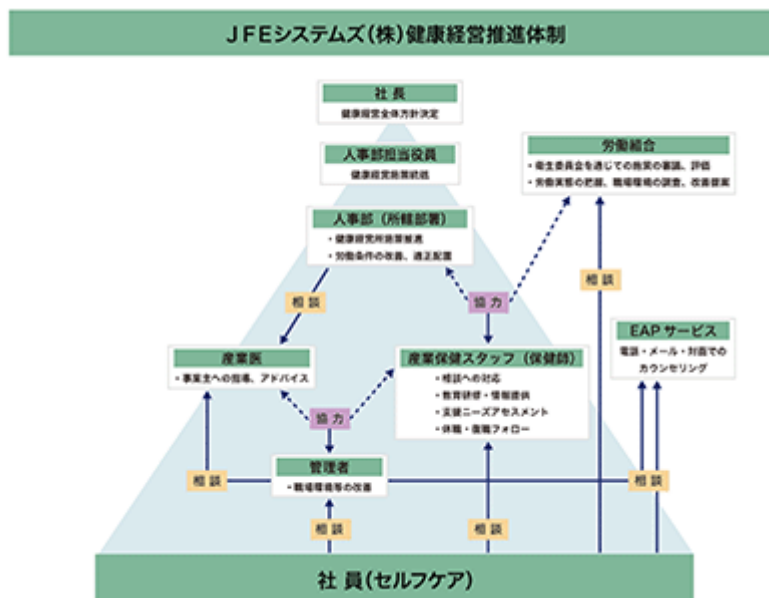 JFEシステムズ(株)健康経営推進体制
社長
健康経営全体方針決定
人事部担当役員
健康経営施策統括
労働組合
・衛生委員会を通じての施策の審議、評価
・労働実態の把握、職場環境の調査、改善提案
人事部（所轄部署）
・健康経営所施策推進
・労働条件の改善、適正配置
相談
協力
相談
EAPサービス
電話・メール・対面での
カウンセリング
産業医
・事業主への指導、アドバイス
産業保健スタッフ（保健師）
・相談への対応
・教育研修・情報提供
・支援ニーズアセスメント
・休職・復職フォロー
協力
管理者
・職場環境等の改善
相談
相談
相談
相談
社員(セルフケア)